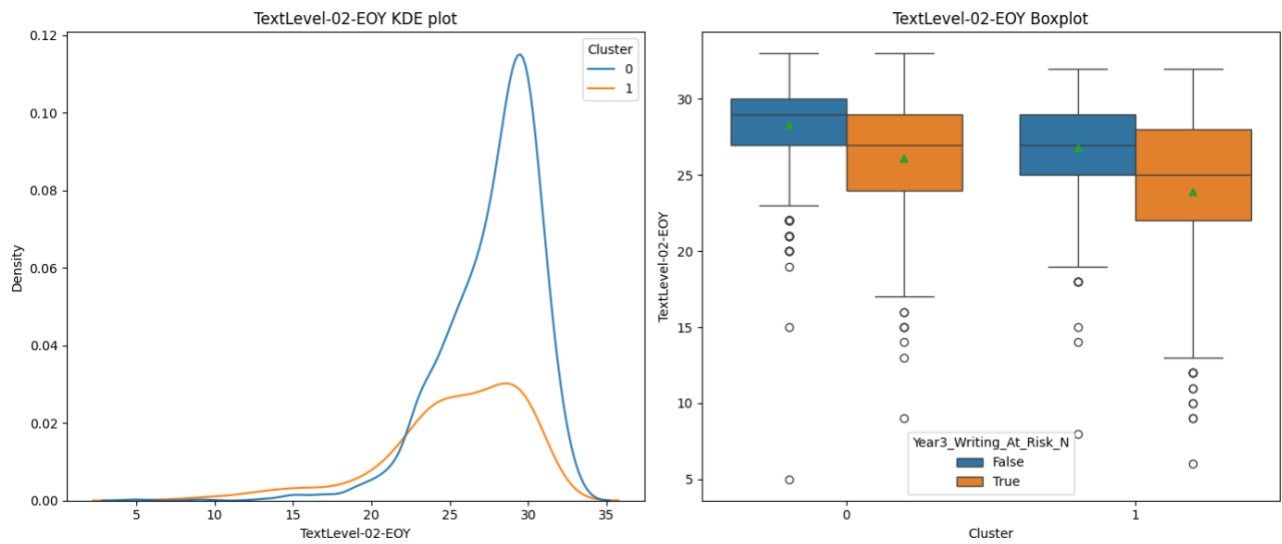 TextLevel-02-EOY KDE plot
0.12
0.10
0.08
0.06
0.04
0.02
0.00
Density
5
10
15
20
25
30
35
TextLevel-02-EOY
Cluster
0
1
TextLevel-02-EOY Boxplot
30
25
20
15
10
5
TextLevel-02-EOY
Year3_Writing_At_Risk_N
False
True
0
1
Cluster